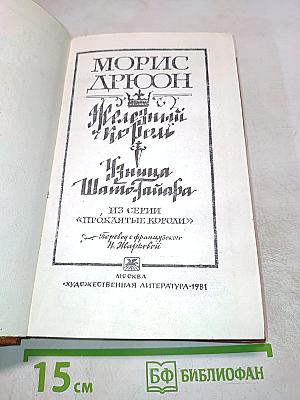 МОРИС
ДРЮОН
Железный
король
Узница
Шато-Гайара
ИЗ СЕРИИ
«ПРОКЛЯТЫЕ КОРОЛИ»
Перевод с французского
Н. Жарковой
МОСКВА
«ХУДОЖЕСТВЕННАЯ ЛИТЕРАТУРА» 1981
15 см
БФ БИБЛИОФАН